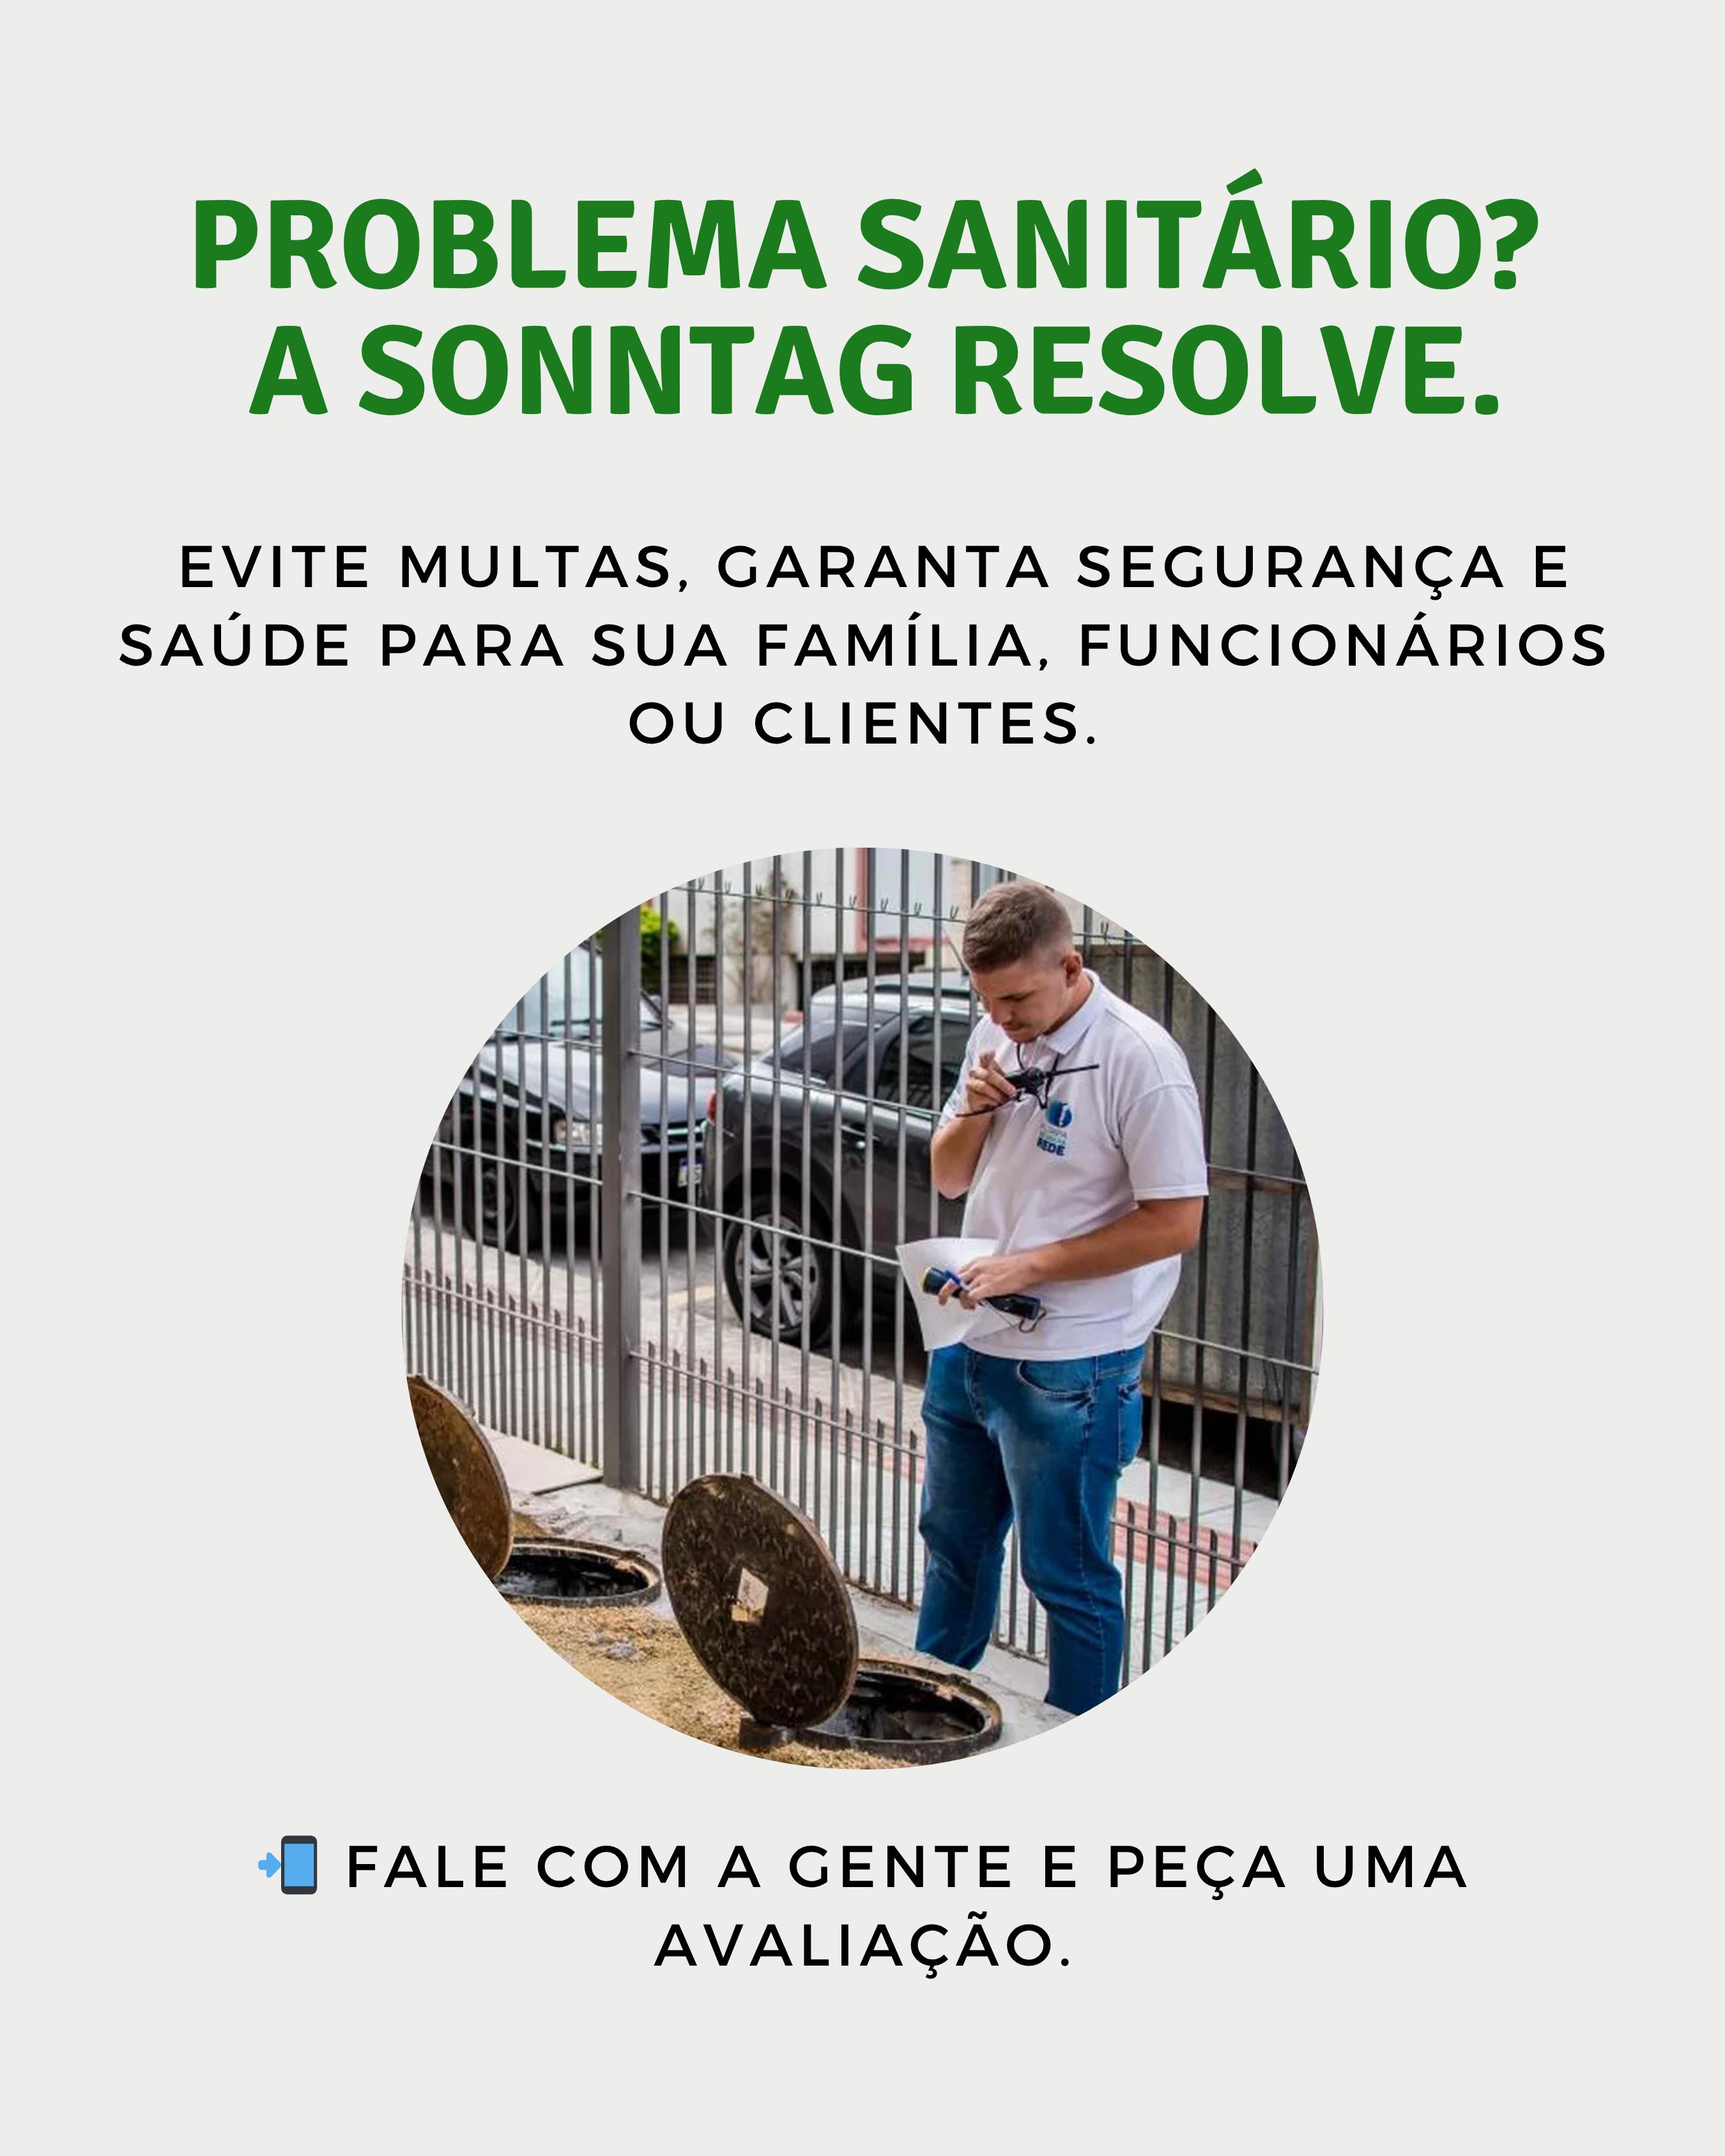 PROBLEMA SANITÁRIO?
A SONNTAG RESOLVE.
EVITE MULTAS, GARANTA SEGURANÇA E
SAÚDE PARA SUA FAMÍLIA, FUNCIONÁRIOS
OU CLIENTES.
REDE
📲 FALE COM A GENTE E PEÇA UMA
AVALIAÇÃO.